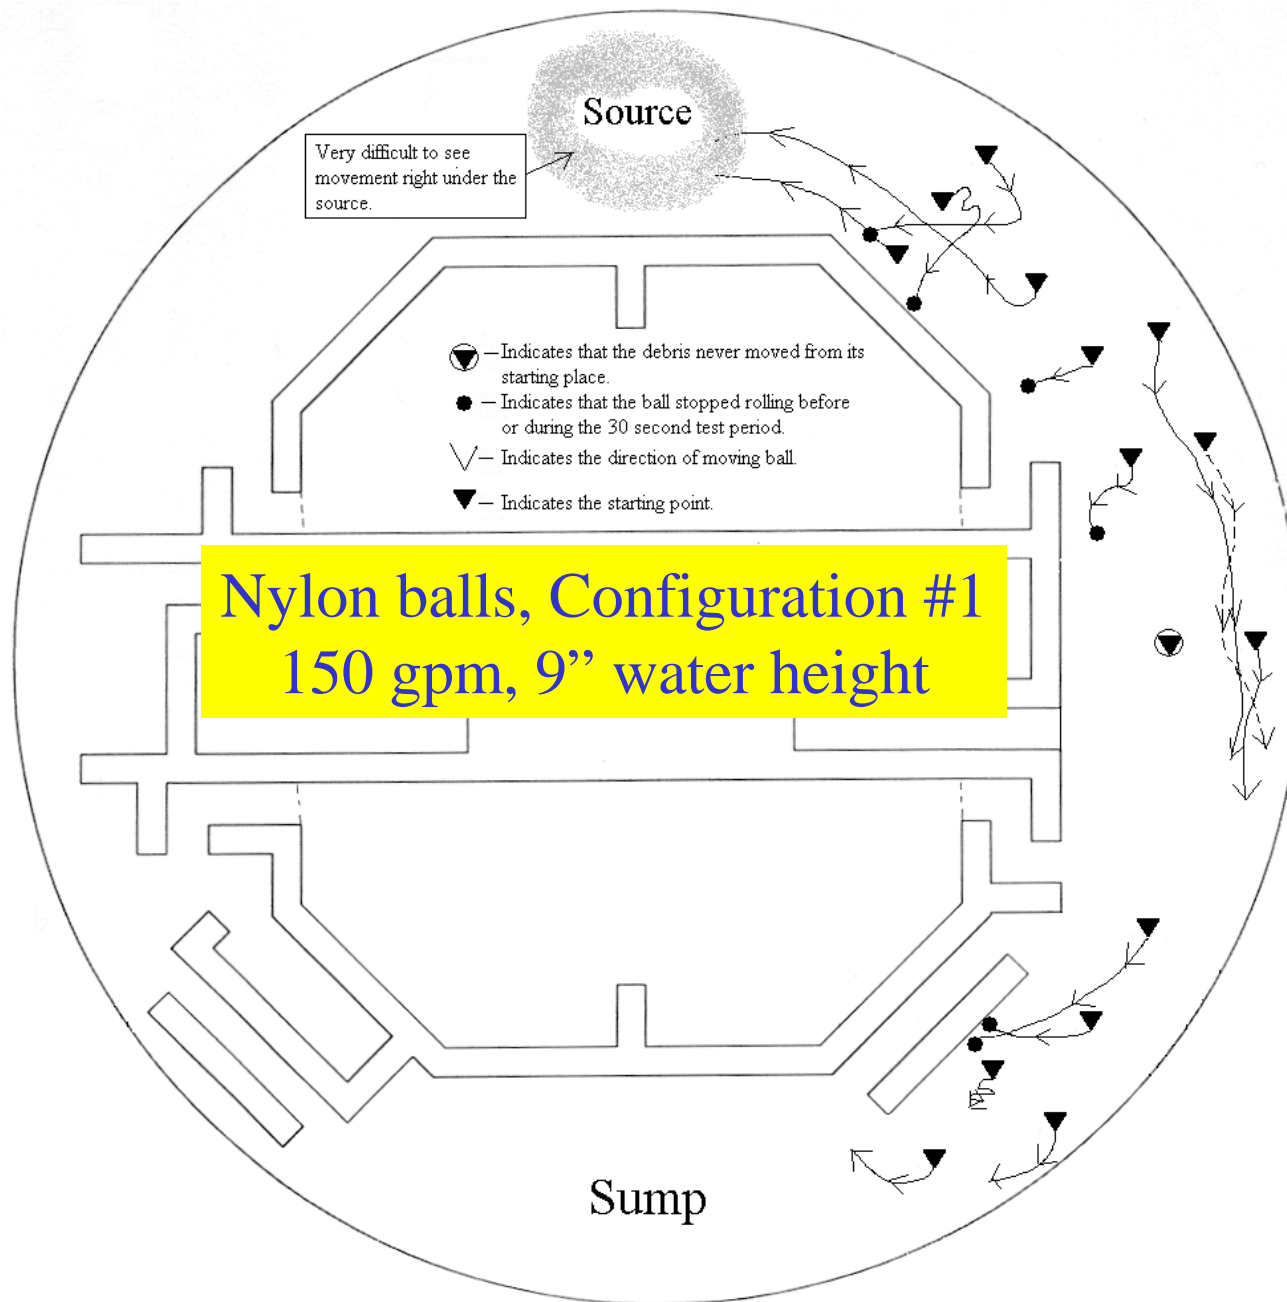 Source
Very difficult to see
movement right under the
source.
– Indicates that the debris never moved from its
starting place.
– Indicates that the ball stopped rolling before
or during the 30 second test period.
– Indicates the direction of moving ball.
– Indicates the starting point.
Nylon balls, Configuration #1
150 gpm, 9” water height
Sump